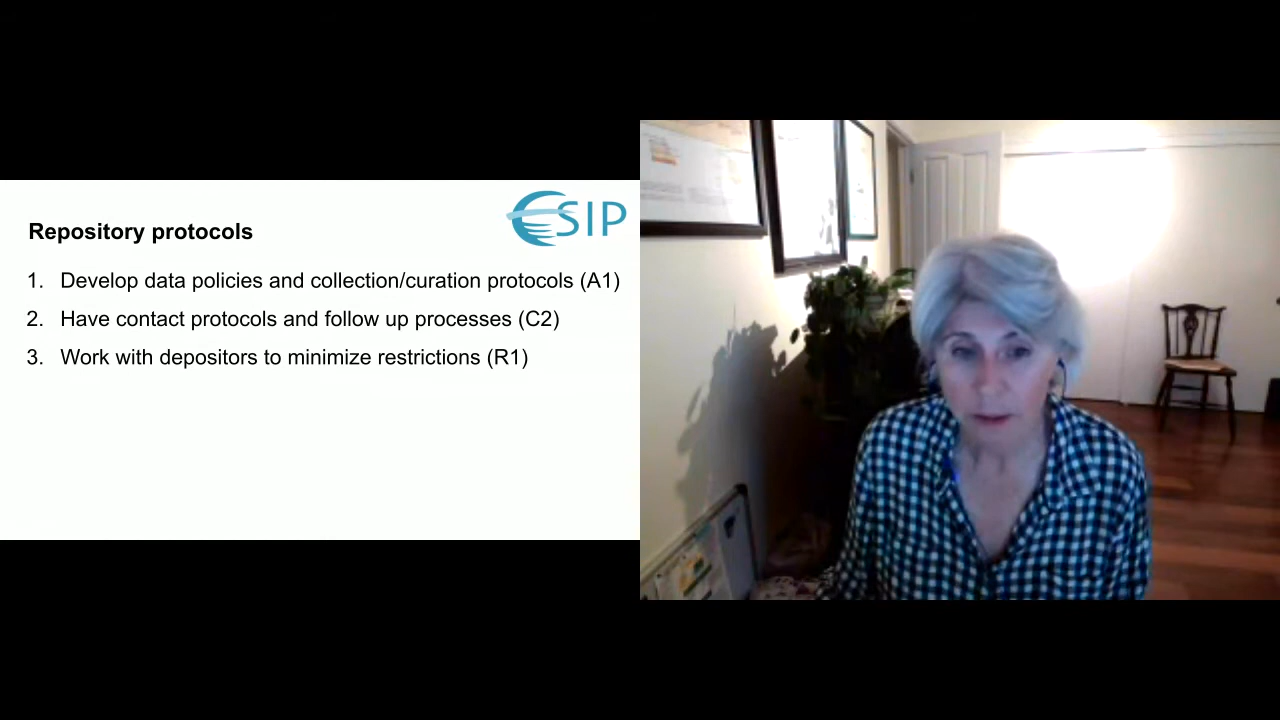 ESIP
Repository protocols
1. Develop data policies and collection/curation protocols (A1)
2. Have contact protocols and follow up processes (C2)
3. Work with depositors to minimize restrictions (R1)